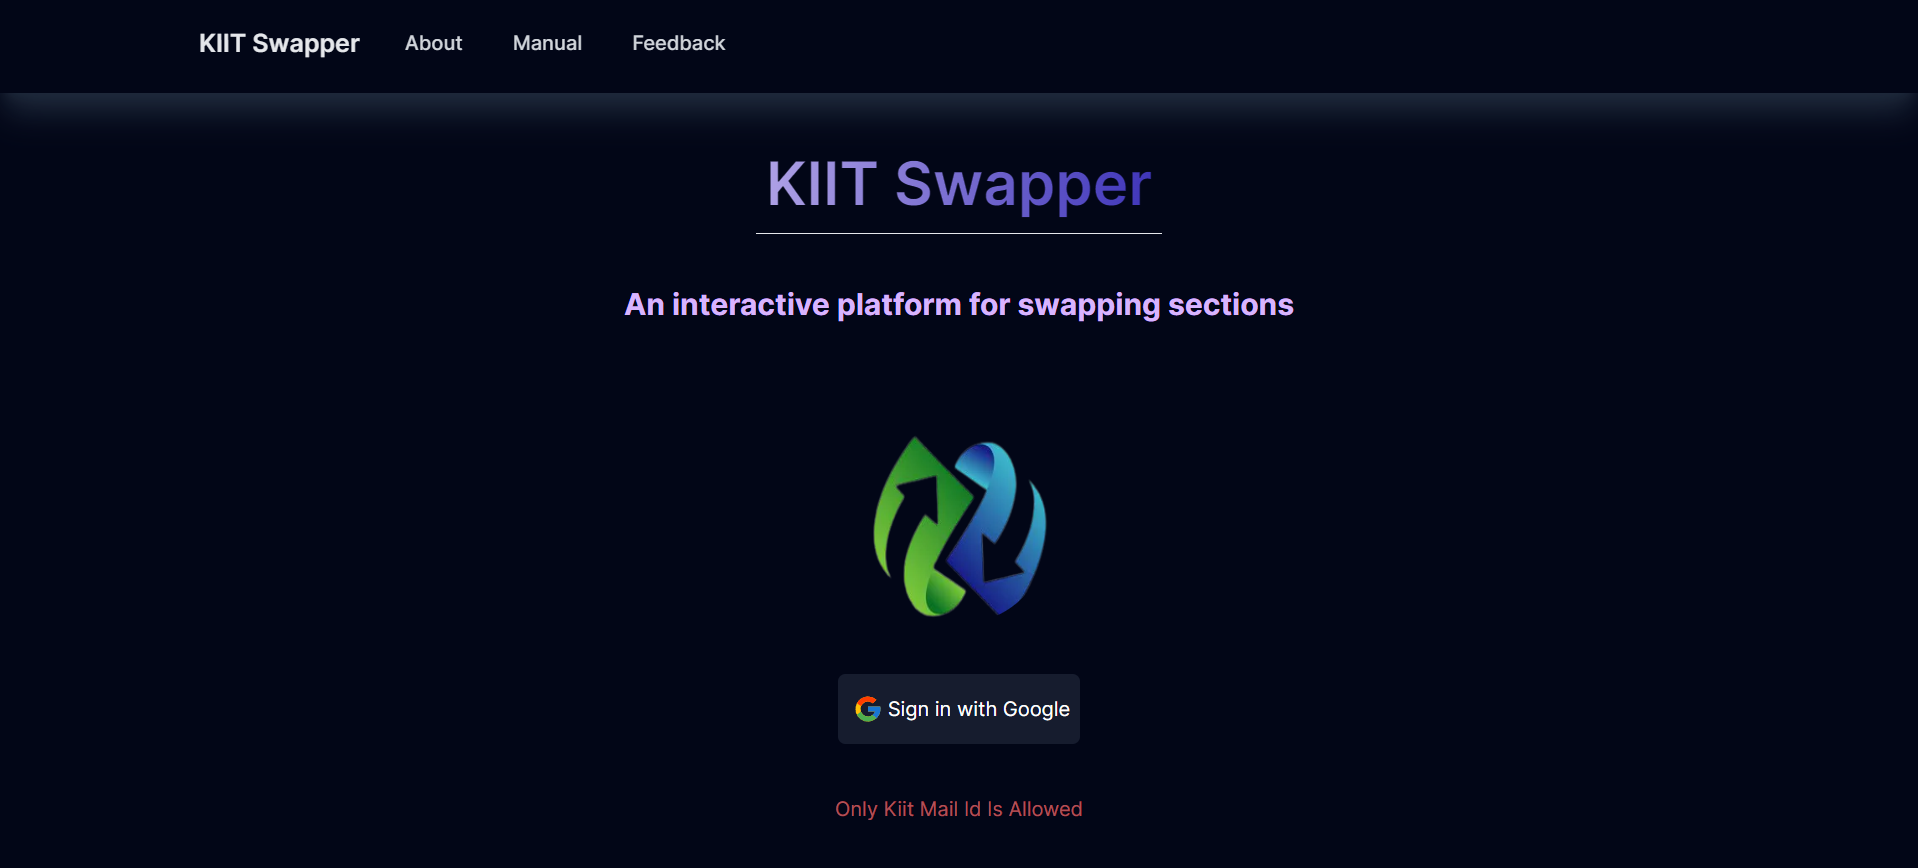 KIIT Swapper About Manual Feedback
KIIT Swapper
An interactive platform for swapping sections
Sign in with Google
Only Kiit Mail Id Is Allowed